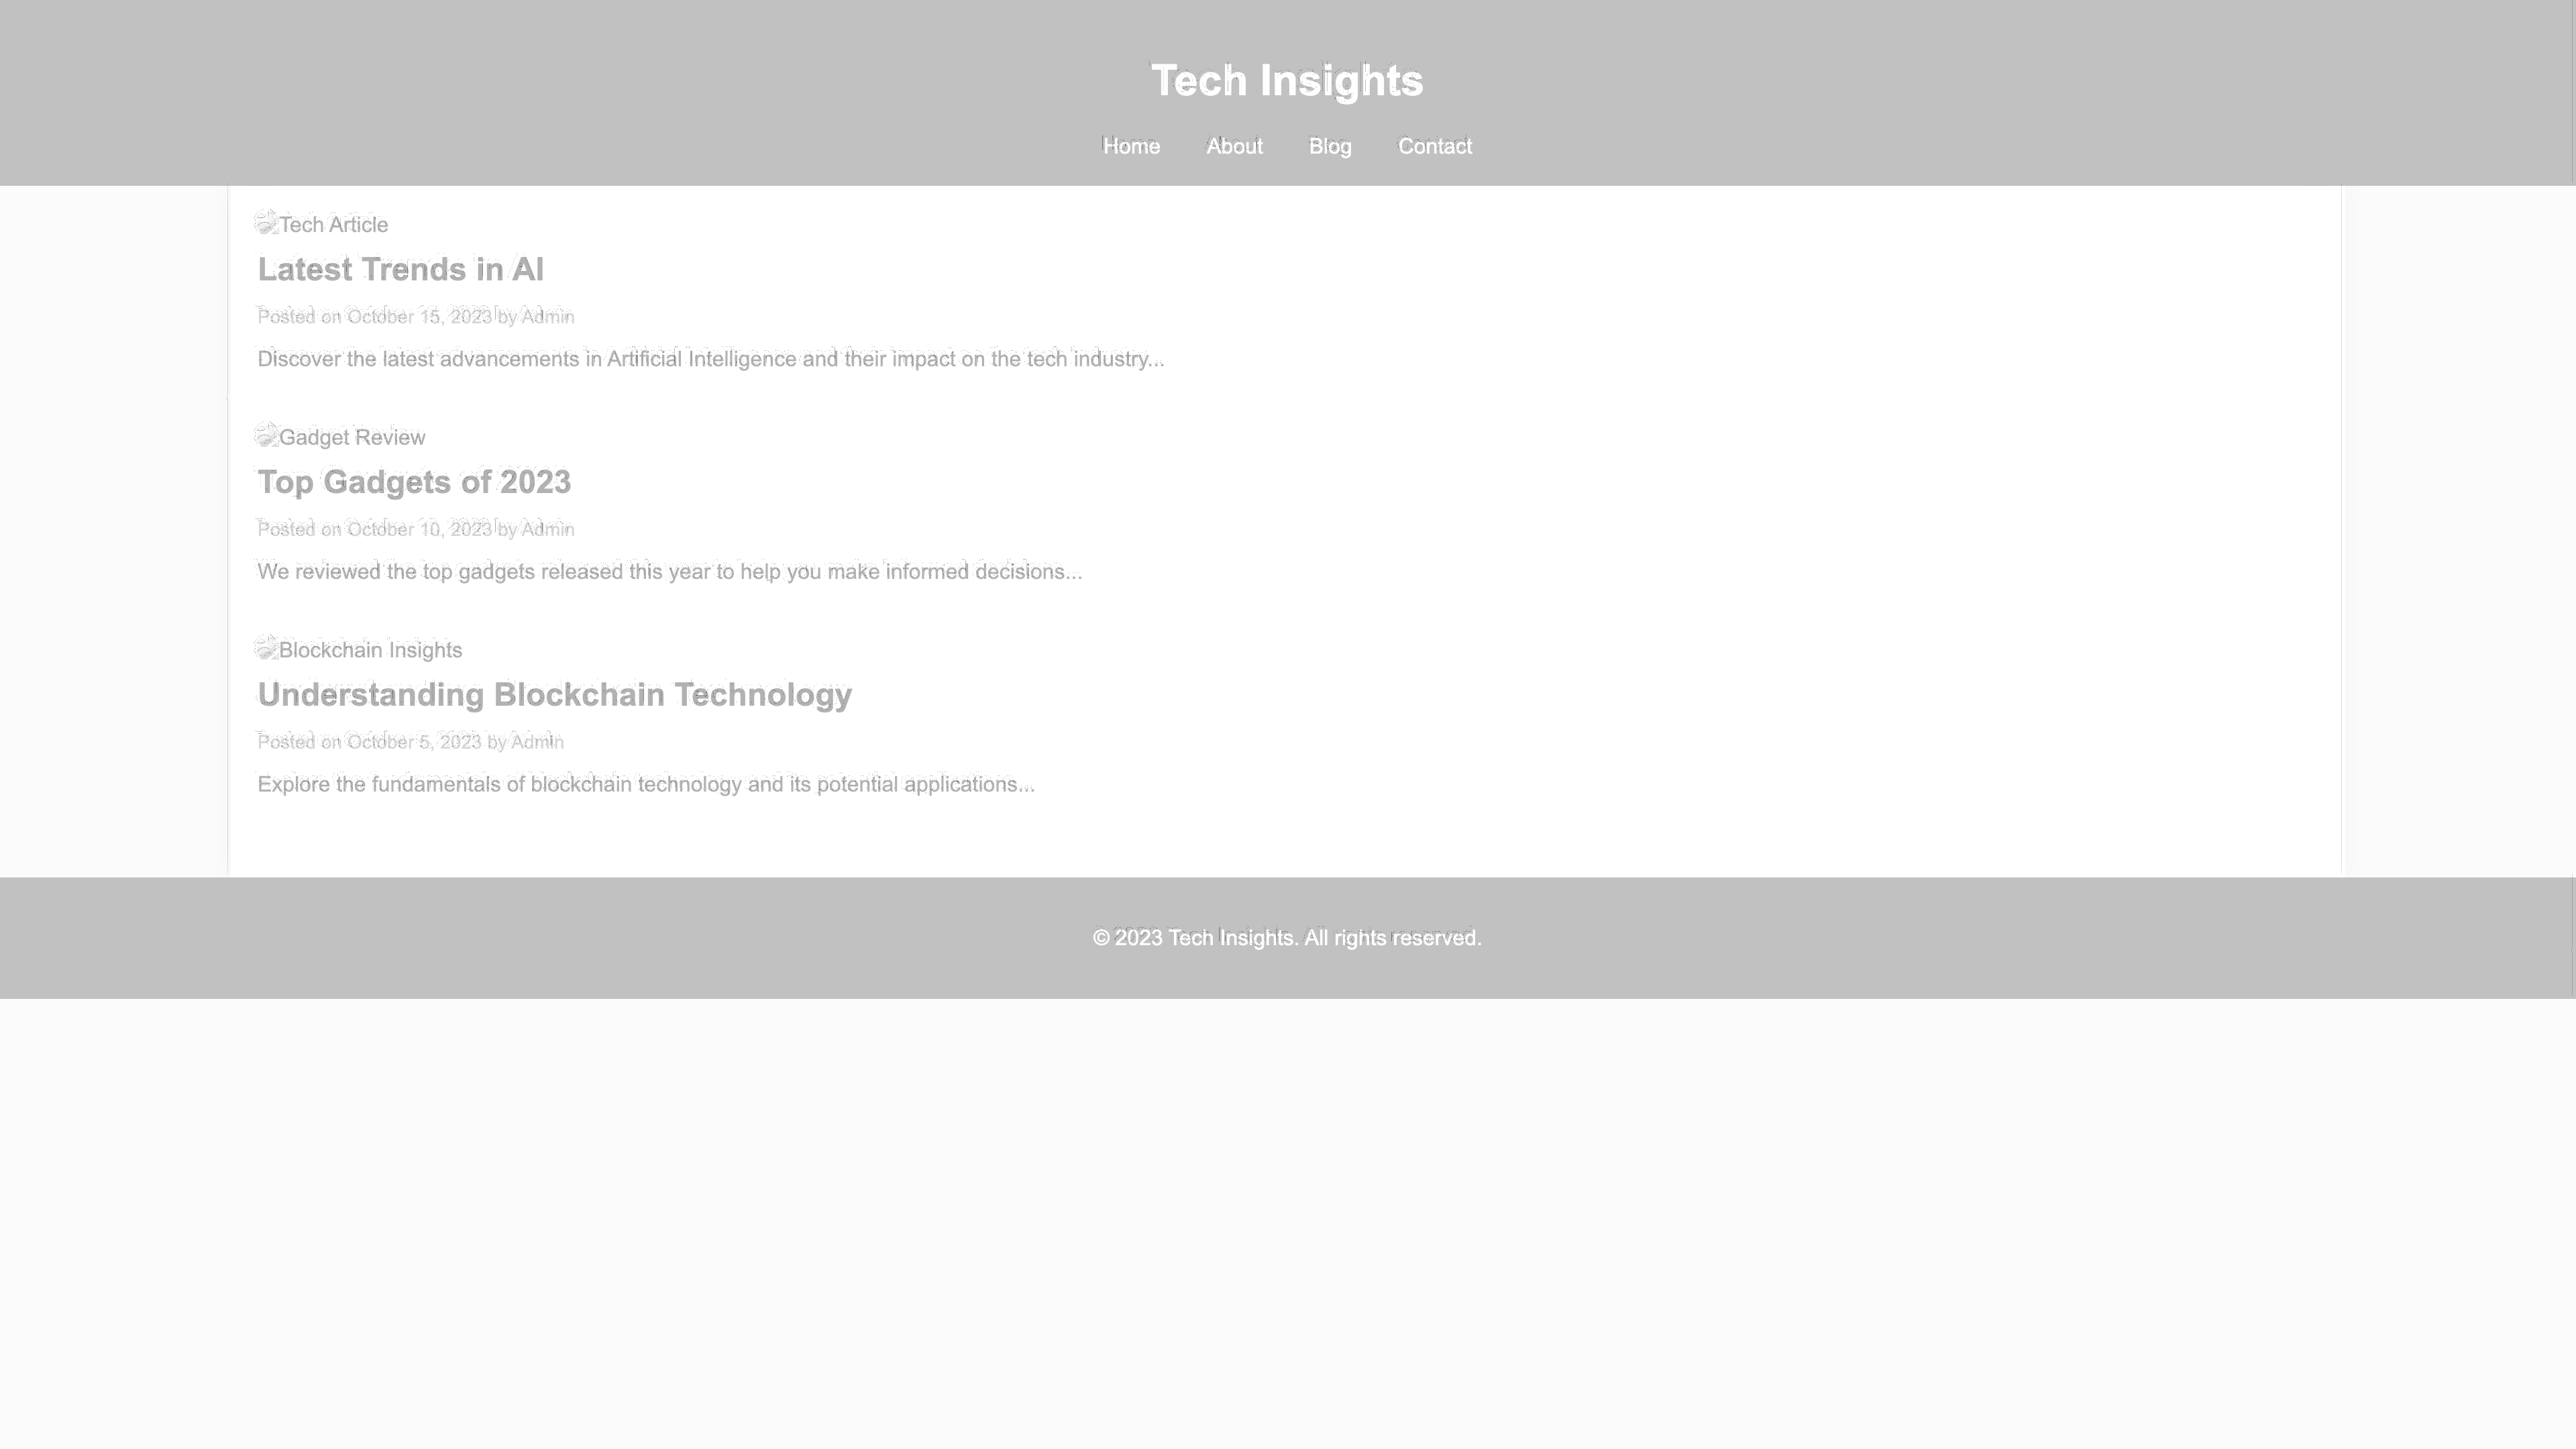 Tech Insights
Home About Blog Contact
Tech Article
Latest Trends in AI
Posted on October 15, 2023 by Admin
Discover the latest advancements in Artificial Intelligence and their impact on the tech industry...
Gadget Review
Top Gadgets of 2023
Posted on October 10, 2023 by Admin
We reviewed the top gadgets released this year to help you make informed decisions...
Blockchain Insights
Understanding Blockchain Technology
Posted on October 5, 2023 by Admin
Explore the fundamentals of blockchain technology and its potential applications...
© 2023 Tech Insights. All rights reserved.